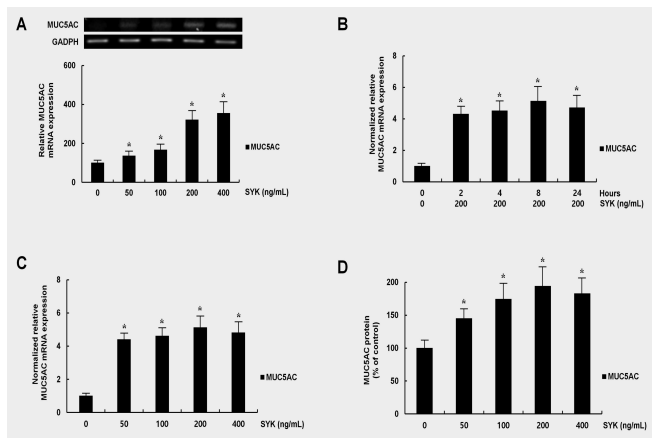 A
MUC5AC
GADPH
Relative MUC5AC
mRNA expression
600
400
200
0
*
*
*
*
MUC5AC
0 50 100 200 400 SYK (ng/mL)
B
Normalized relative
MUC5AC mRNA expression
8
6
4
2
0
*
*
*
*
MUC5AC
0 2 4 8 24 Hours
0 200 200 200 200 SYK (ng/mL)
C
Normalized relative
MUC5AC mRNA expression
8
6
4
2
0
*
*
*
*
MUC5AC
0 50 100 200 400 SYK (ng/mL)
D
MUC5AC protein
(% of control)
200
150
100
50
0
*
*
*
*
MUC5AC
0 50 100 200 400 SYK (ng/mL)